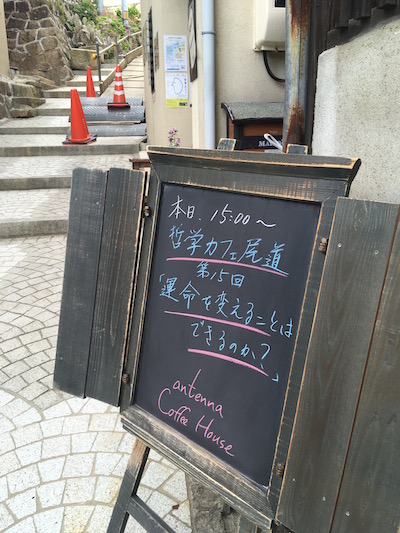 本日、15:00〜
哲学カフェ尾道
第15回
「運命を変えることは
できるのか?」
antenna
Coffee House